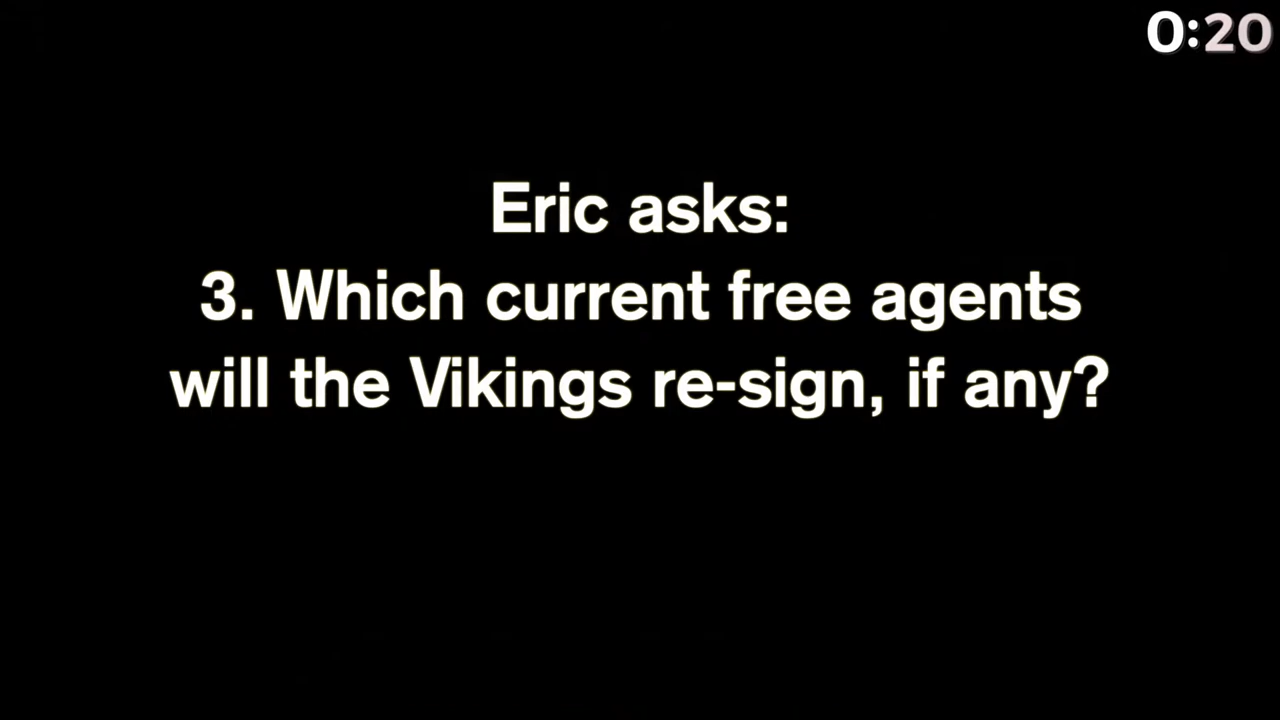 0:20
Eric asks:
3. Which current free agents
will the Vikings re-sign, if any?